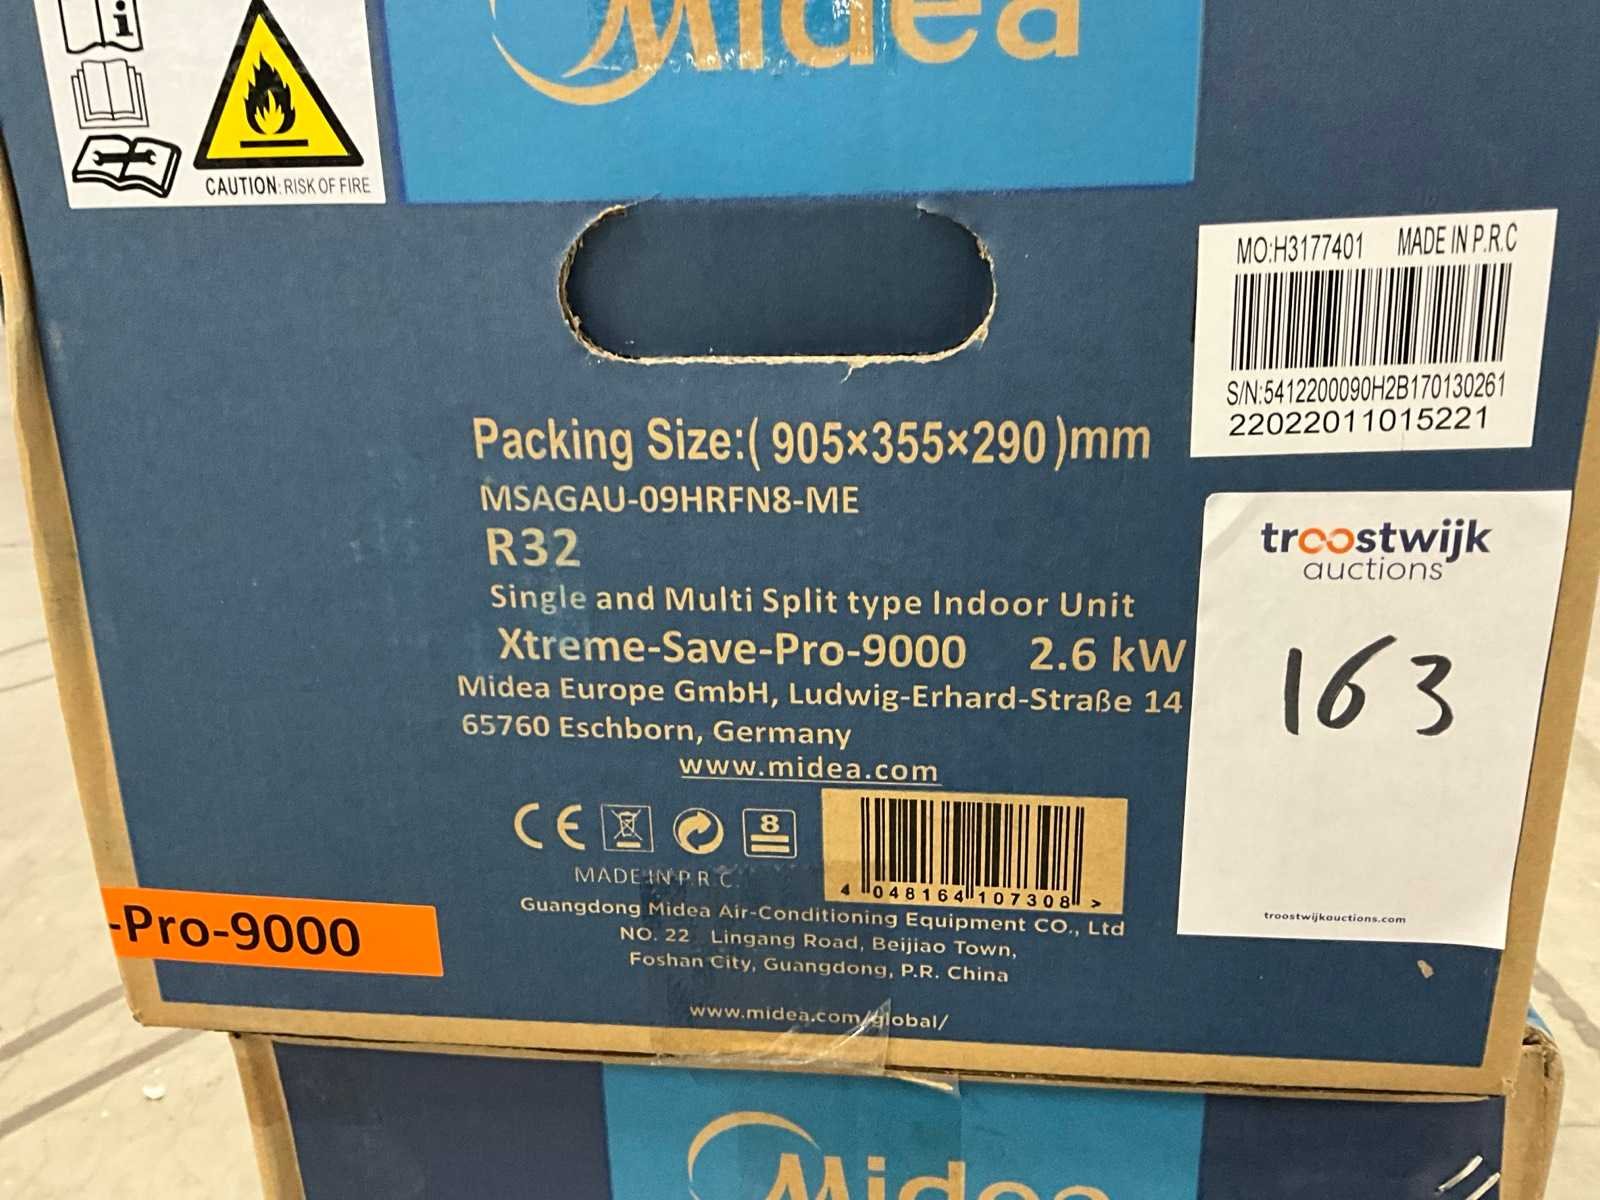 Midea
CAUTION: RISK OF FIRE
MO:H3177401 MADE IN P.R.C
S/N:5412200090H2B170130261
22022011015221
Packing Size:( 905×355×290 )mm
MSAGAU-09HRFN8-ME
R32
Single and Multi Split type Indoor Unit
Xtreme-Save-Pro-9000 2.6 kW
Midea Europe GmbH, Ludwig-Erhard-Straße 14
65760 Eschborn, Germany
www.midea.com
CE
8
4 048164 107308 >
MADE IN P.R.C.
Guangdong Midea Air-Conditioning Equipment CO., Ltd
NO. 22 Lingang Road, Beijiao Town,
Foshan City, Guangdong, P.R. China
www.midea.com/global/
-Pro-9000
troostwijk
auctions
163
troostwijkauctions.com
Midea